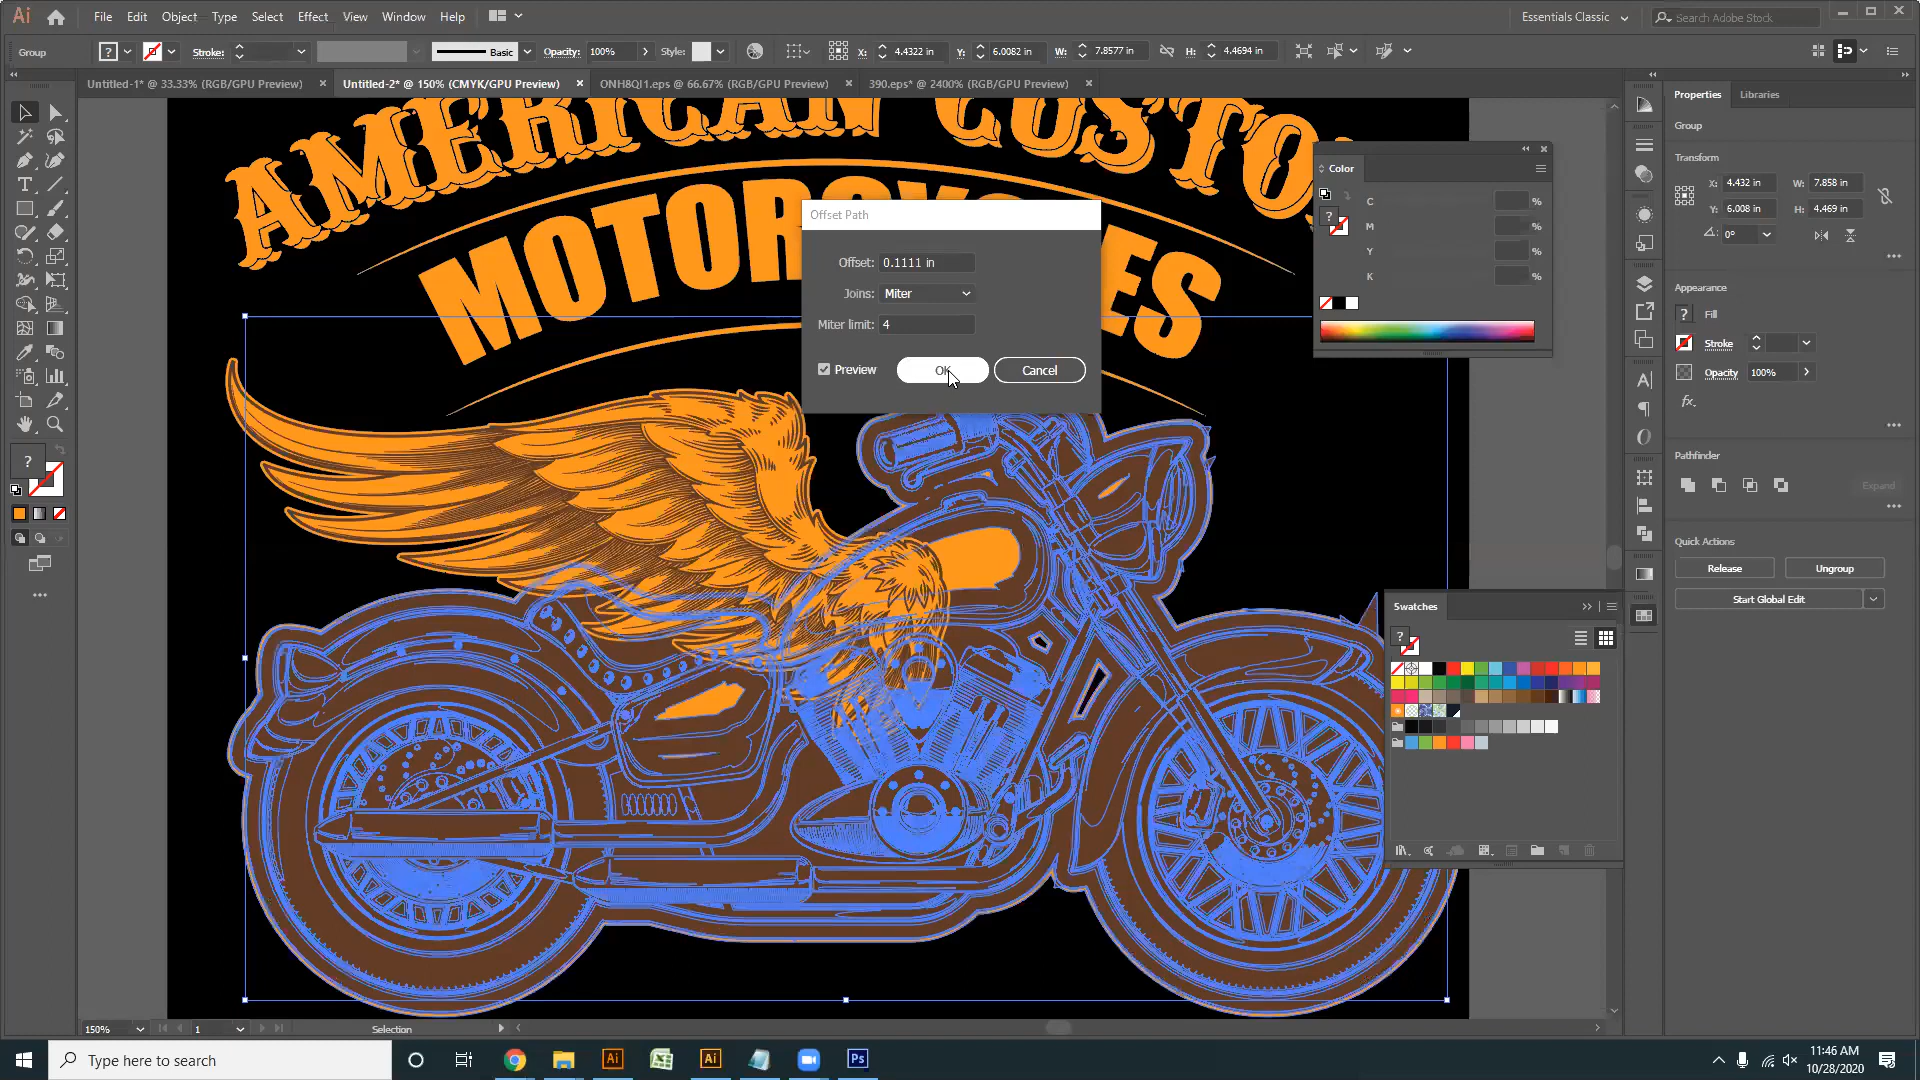 Ai File Edit Object Type Select Effect View Window Help Essentials Classic Search Adobe Stock
Group ? Stroke: Basic Opacity: 100% Style: X: 4.4322 in Y: 6.0082 in W: 7.8577 in H: 4.4694 in
Untitled-1* @ 33.33% (RGB/GPU Preview) × Untitled-2* @ 150% (CMYK/GPU Preview) × ONH8QJ1.eps @ 66.67% (RGB/GPU Preview) × 390.eps* @ 2400% (RGB/GPU Preview) ×
AMERICAN CUSTO
MOTORCYCLES
Offset Path
Offset: 0.1111 in
Joins: Miter
Miter limit: 4
Preview OK Cancel
Color
C %
M %
Y %
K %
?
Swatches
?
Properties Libraries
Group
Transform
X: 4.432 in W: 7.858 in
Y: 6.008 in H: 4.469 in
0°
Appearance
? Fill
Stroke
Opacity 100%
fx.
Pathfinder
Expand
Quick Actions
Release Ungroup
Start Global Edit
?
150% 1 Selection
Type here to search
Ai Ai Ps
11:46 AM
10/28/2020